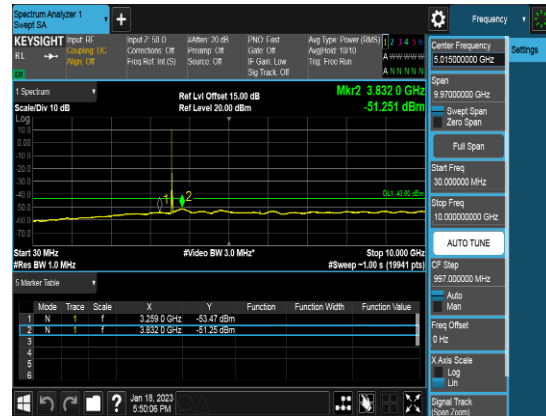 Spectrum Analyzer 1
Swept SA
+
Frequency
KEYSIGHT
RL
Input: RF
Coupling: DC
Align: Off
Input Z: 50 Ω
Corrections: Off
Freq Ref: Int (S)
#Atten: 20 dB
Preamp: Off
Source: Off
PNO: Fast
Gate: Off
IF Gain: Low
Sig Track: Off
Avg Type: Power (RMS)
Avg|Hold: 10/10
Trig: Free Run
1 2 3 4 5 6
A W W W W W
A N N N N N
1 Spectrum
Scale/Div 10 dB
Ref Lvl Offset 15.00 dB
Ref Level 20.00 dBm
Mkr2 3.832 0 GHz
-51.251 dBm
Log
10.0
0.00
-10.0
-20.0
-30.0
-40.0
-50.0
-60.0
-70.0
DL1 -43.00 dBm
1
2
Start 30 MHz
#Res BW 1.0 MHz
#Video BW 3.0 MHz*
Stop 10.000 GHz
#Sweep ~1.00 s (19941 pts)
5 Marker Table
Mode Trace Scale X Y Function Function Width Function Value
1 N 1 f 3.259 0 GHz -53.47 dBm
2 N 1 f 3.832 0 GHz -51.25 dBm
3
4
5
6
Jan 18, 2023
5:50:06 PM
Center Frequency
5.015000000 GHz
Settings
Span
9.97000000 GHz
Swept Span
Zero Span
Full Span
Start Freq
30.000000 MHz
Stop Freq
10.000000000 GHz
AUTO TUNE
CF Step
997.000000 MHz
Auto
Man
Freq Offset
0 Hz
X Axis Scale
Log
Lin
Signal Track
(Span Zoom)